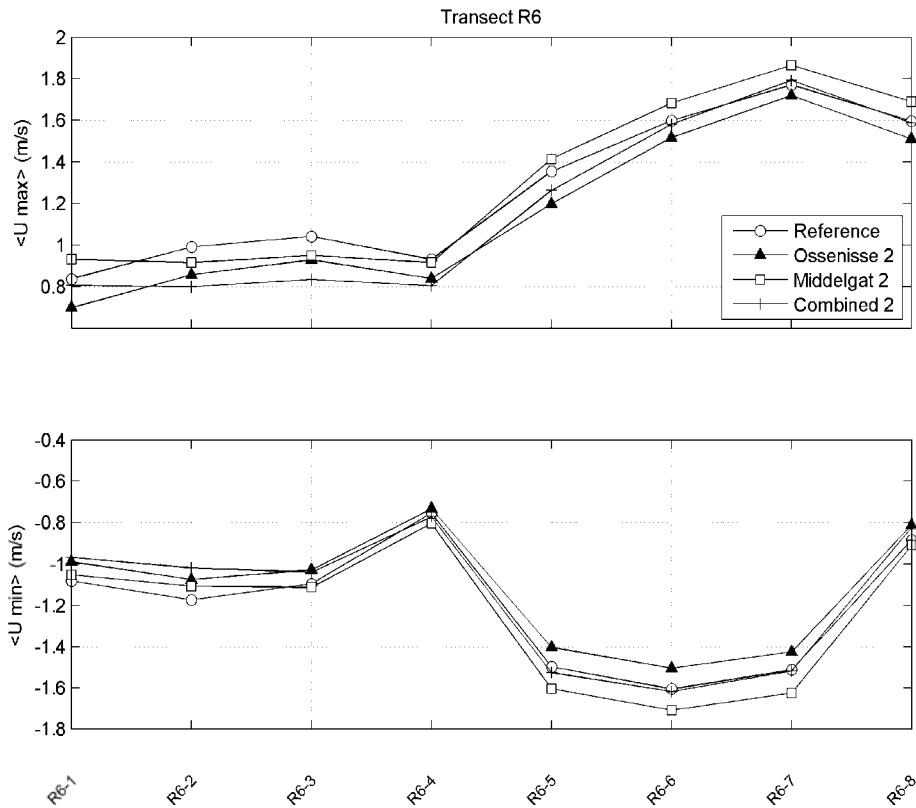 Transect R6
<U max> (m/s)
2
1.8
1.6
1.4
1.2
1
0.8
Reference
Ossenisse 2
Middelgat 2
Combined 2
<U min> (m/s)
-0.4
-0.6
-0.8
-1
-1.2
-1.4
-1.6
-1.8
R6-1
R6-2
R6-3
R6-4
R6-5
R6-6
R6-7
R6-8